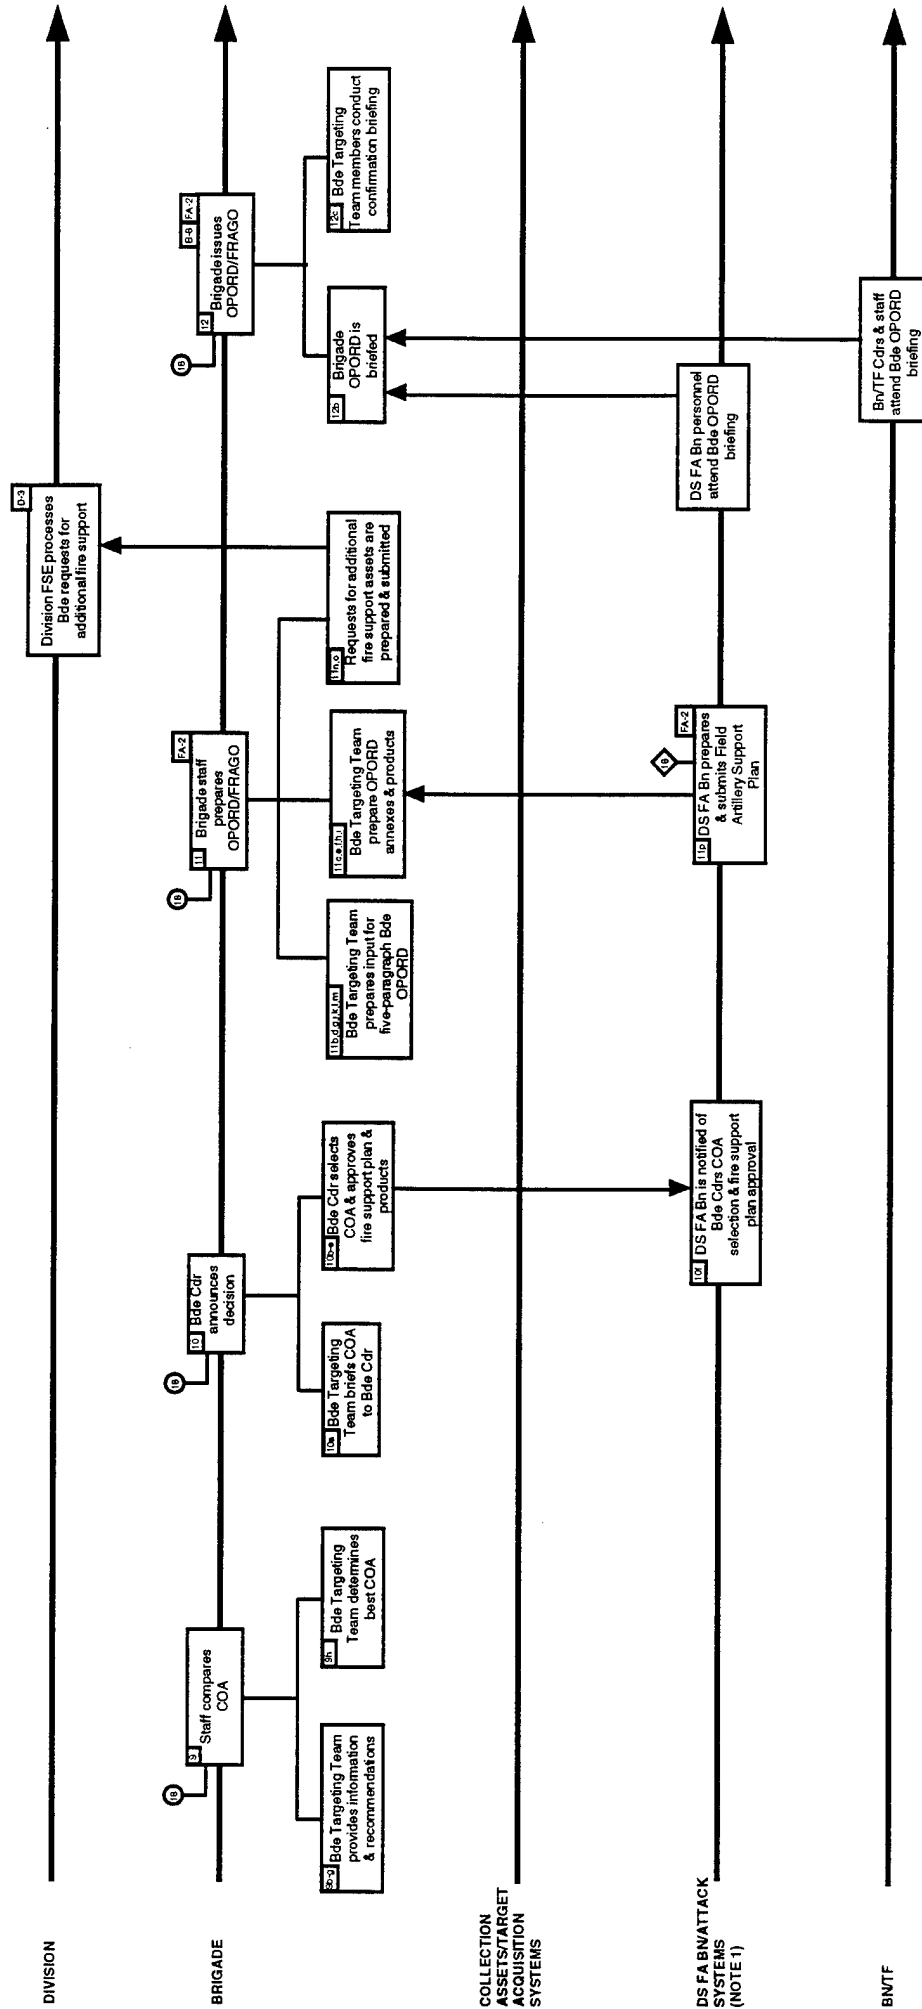 DIVISION
D-3
Division FSE processes
Bde requests for
additional fire support
BRIGADE
18
9
Staff compares
COA
18
10
Bde Cdr
announces
decision
18
11
FA-2
Brigade staff
prepares
OPORD/FRAGO
18
12
B-6
FA-2
Brigade issues
OPORD/FRAGO
9b-g
Bde Targeting Team
provides information
& recommendations
9h
Bde Targeting
Team determines
best COA
10a
Bde Targeting
Team briefs COA
to Bde Cdr
10b-e
Bde Cdr selects
COA & approves
fire support plan &
products
11b,d,g,j,k,l,m
Bde Targeting Team
prepares input for
five-paragraph Bde
OPORD
11c,e,f,h,i
Bde Targeting Team
prepare OPORD
annexes & products
11n,o
Requests for additional
fire support assets are
prepared & submitted
12b
Brigade
OPORD is
briefed
12c
Bde Targeting
Team members conduct
confirmation briefing
COLLECTION
ASSETS/TARGET
ACQUISITION
SYSTEMS
DS FA BN/ATTACK
SYSTEMS
(NOTE 1)
10f
DS FA Bn is notified of
Bde Cdrs COA
selection & fire support
plan approval
18
11p
FA-2
DS FA Bn prepares
& submits Field
Artillery Support
Plan
DS FA Bn personnel
attend Bde OPORD
briefing
BN/TF
Bn/TF Cdrs & staff
attend Bde OPORD
briefing